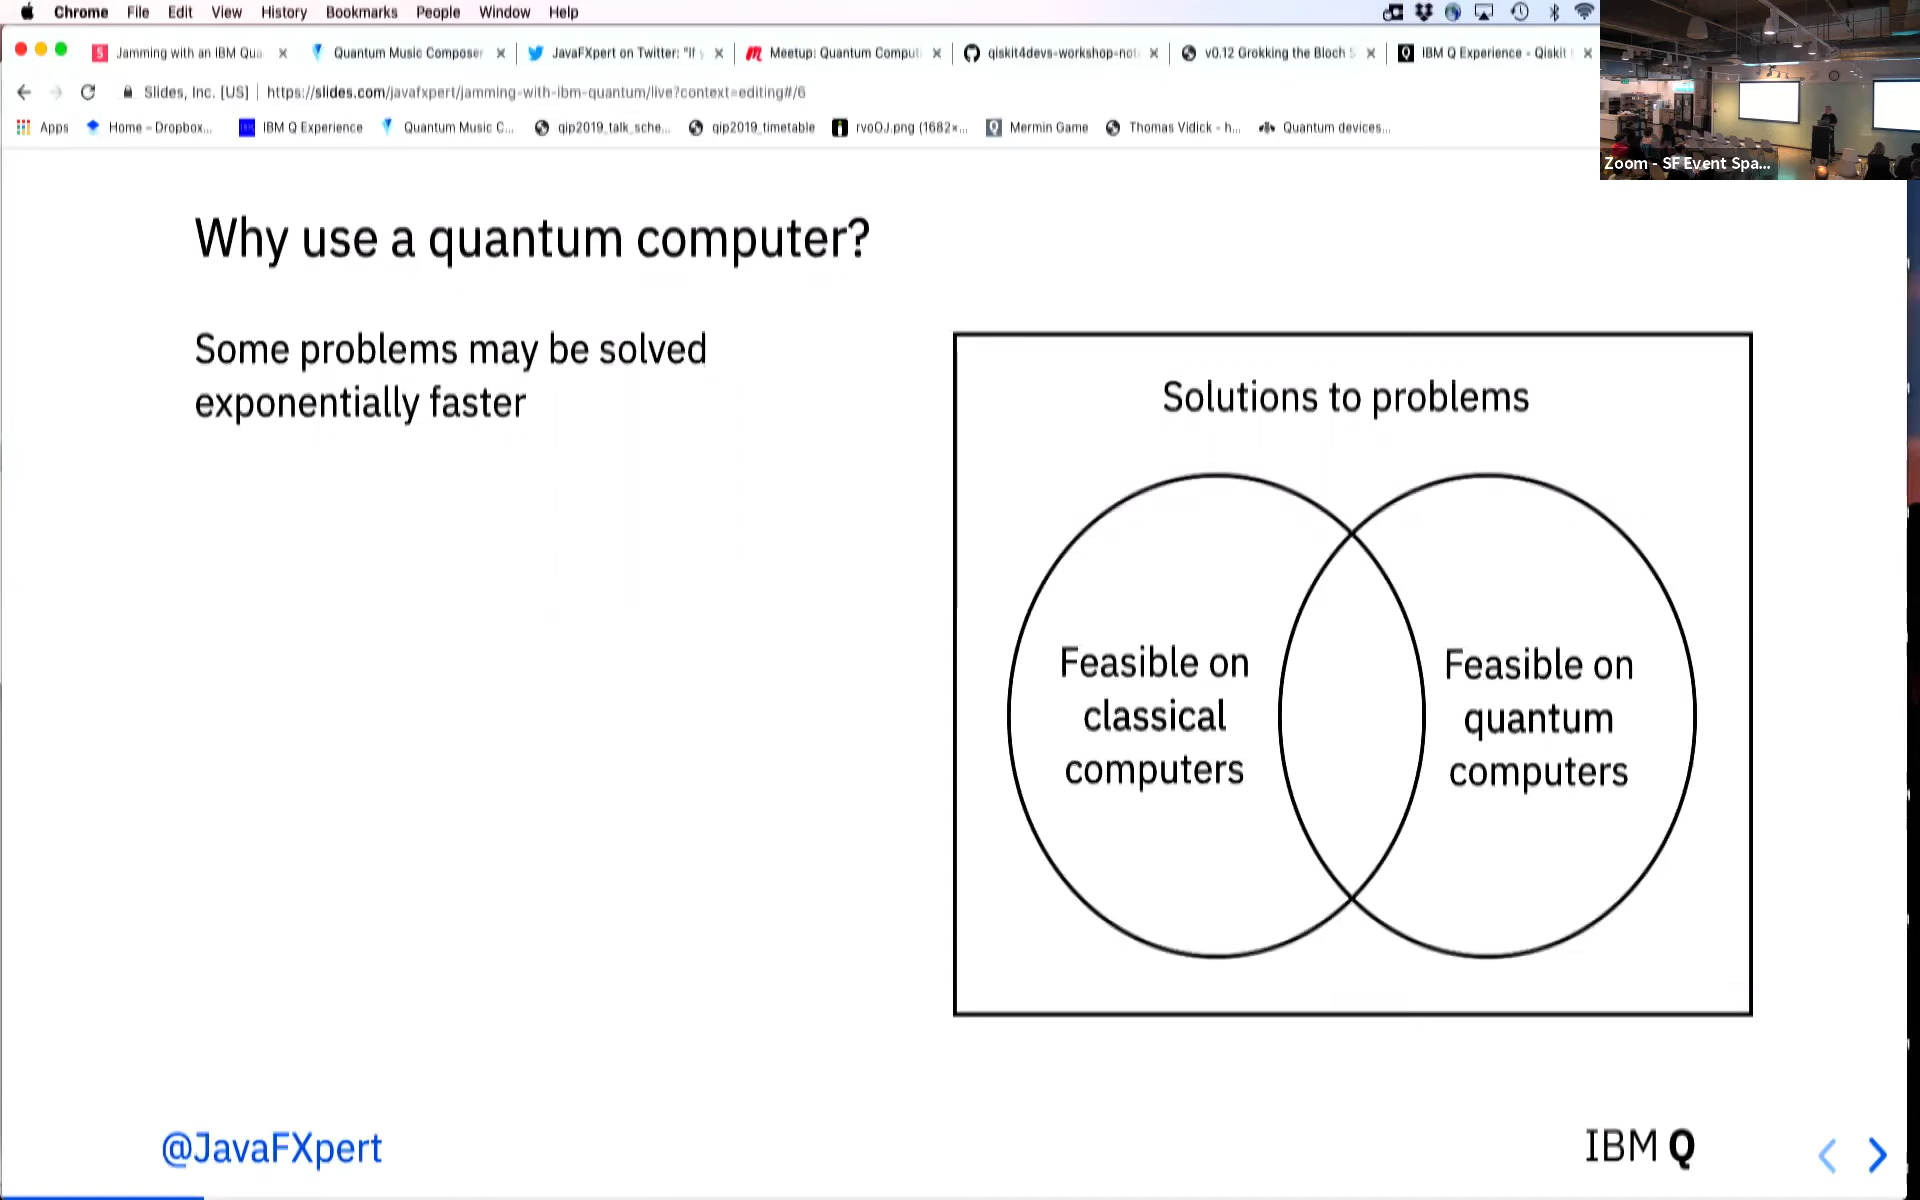 Chrome File Edit View History Bookmarks People Window Help
Jamming with an IBM Qua
Quantum Music Composer
JavaFXpert on Twitter: "If y
Meetup: Quantum Computi
qiskit4devs-workshop-not
v0.12 Grokking the Bloch S
IBM Q Experience - Qiskit
Slides, Inc. [US] https://slides.com/javafxpert/jamming-with-ibm-quantum/live?context=editing#/6
Apps Home - Dropbox... IBM Q Experience Quantum Music C... qip2019_talk_sche... qip2019_timetable rvoOJ.png (1682×... Mermin Game Thomas Vidick - h... Quantum devices...
Zoom - SF Event Spa...
Why use a quantum computer?
Some problems may be solved
exponentially faster
Solutions to problems
Feasible on
classical
computers
Feasible on
quantum
computers
@JavaFXpert
IBM Q